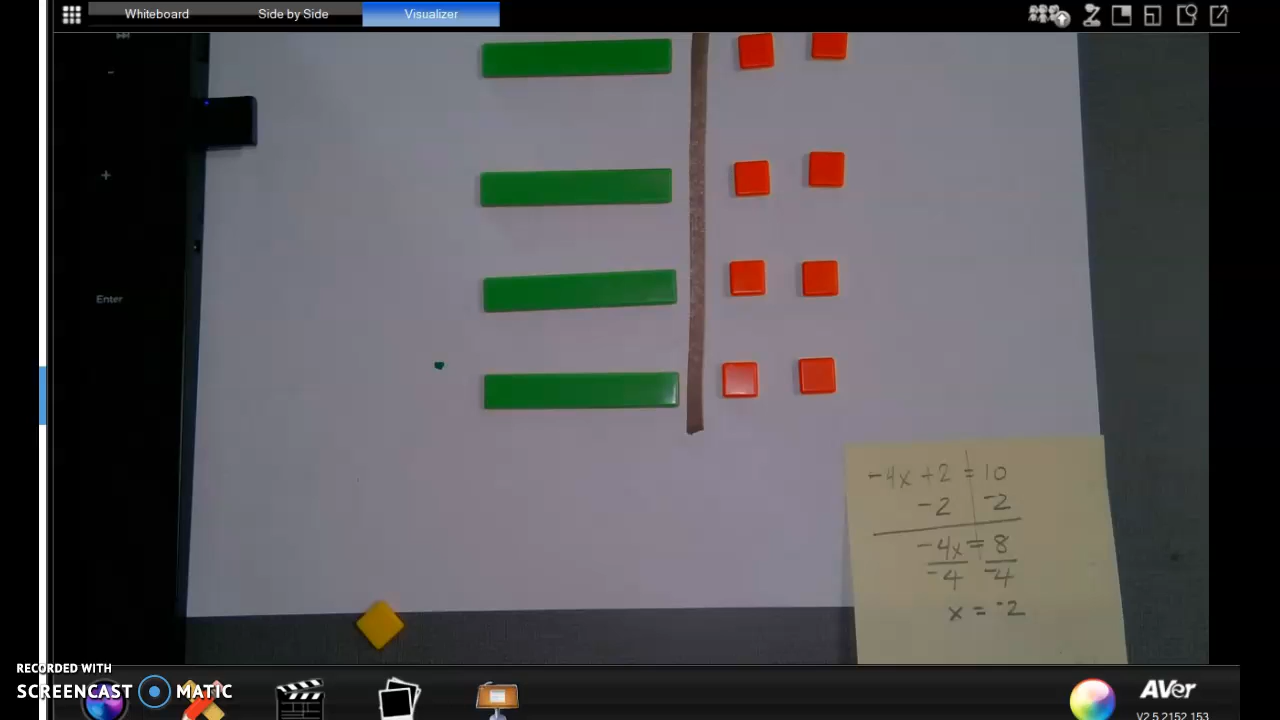 Whiteboard Side by Side Visualizer
-
+
Enter
-4x + 2 = 10
-2 -2
-4x = 8
-4 -4
x = -2
RECORDED WITH
SCREENCAST MATIC
AVer
V2.5.2152.153